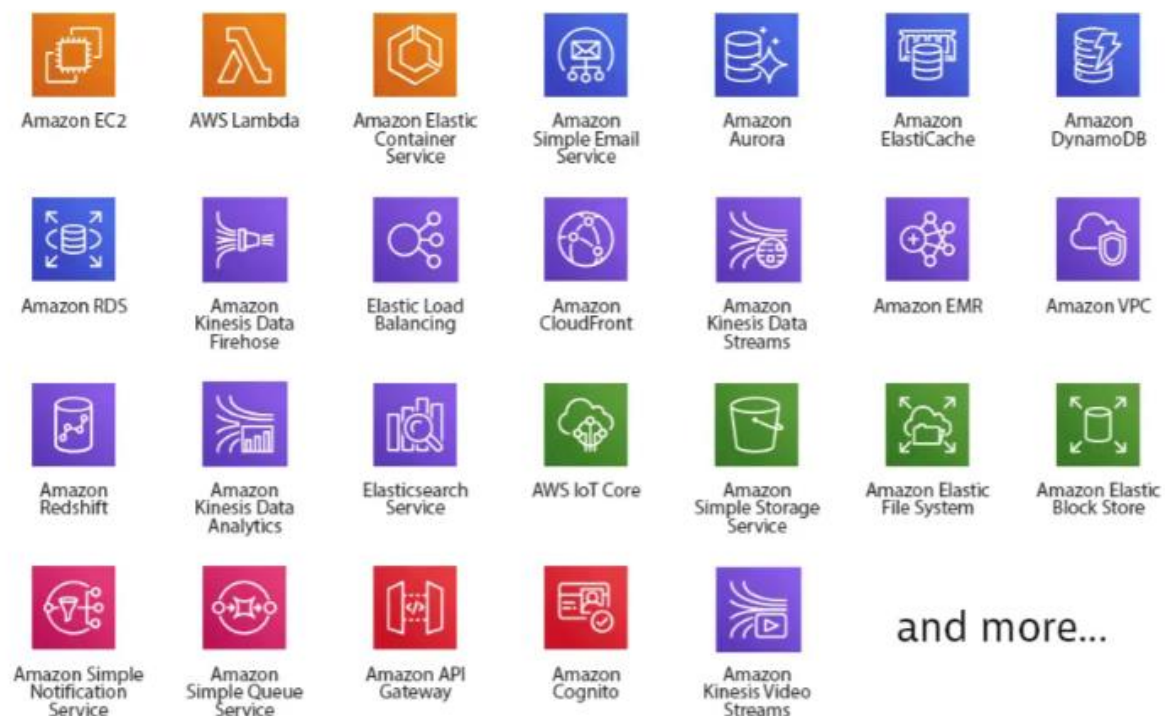 Amazon EC2
AWS Lambda
Amazon Elastic
Container
Service
Amazon
Simple Email
Service
Amazon
Aurora
Amazon
ElastiCache
Amazon
DynamoDB
Amazon RDS
Amazon
Kinesis Data
Firehose
Elastic Load
Balancing
Amazon
CloudFront
Amazon
Kinesis Data
Streams
Amazon EMR
Amazon VPC
Amazon
Redshift
Amazon
Kinesis Data
Analytics
Elasticsearch
Service
AWS IoT Core
Amazon
Simple Storage
Service
Amazon Elastic
File System
Amazon Elastic
Block Store
Amazon Simple
Notification
Service
Amazon
Simple Queue
Service
Amazon API
Gateway
Amazon
Cognito
Amazon
Kinesis Video
Streams
and more...